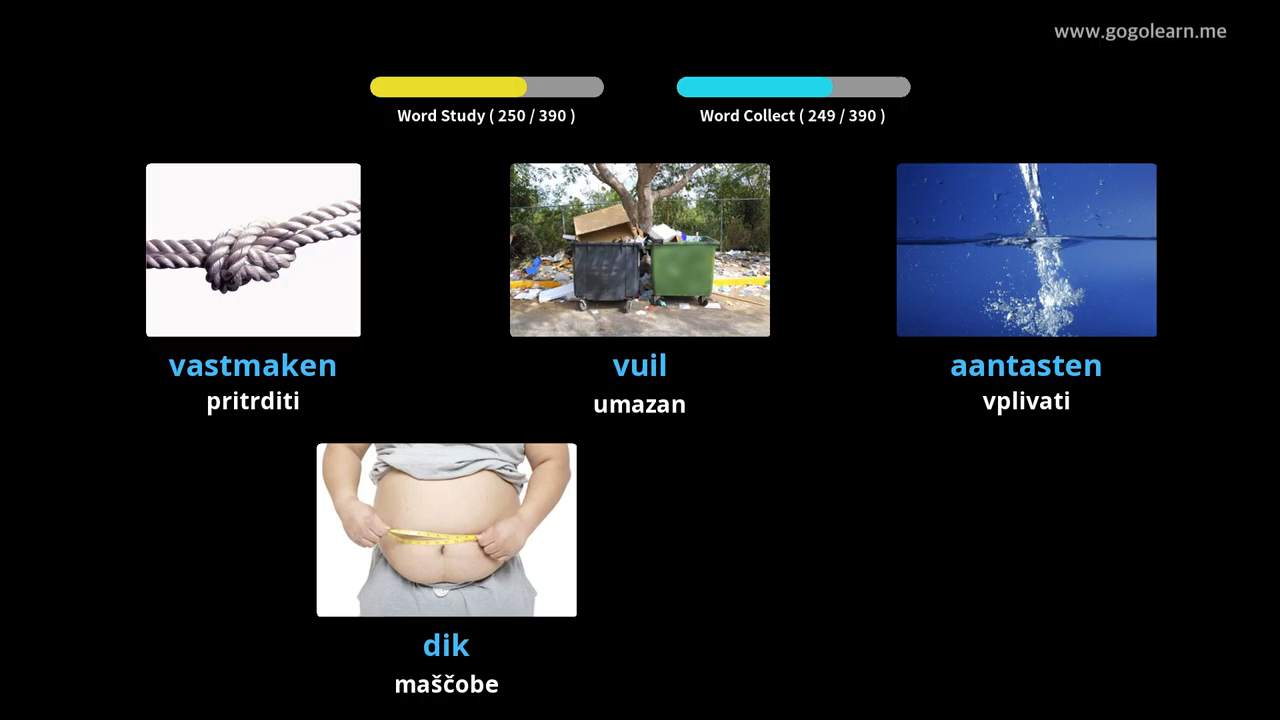 www.gogolearn.me
Word Study ( 250 / 390 )
Word Collect ( 249 / 390 )
vastmaken
pritrditi
vuil
umazan
aantasten
vplivati
dik
maščobe